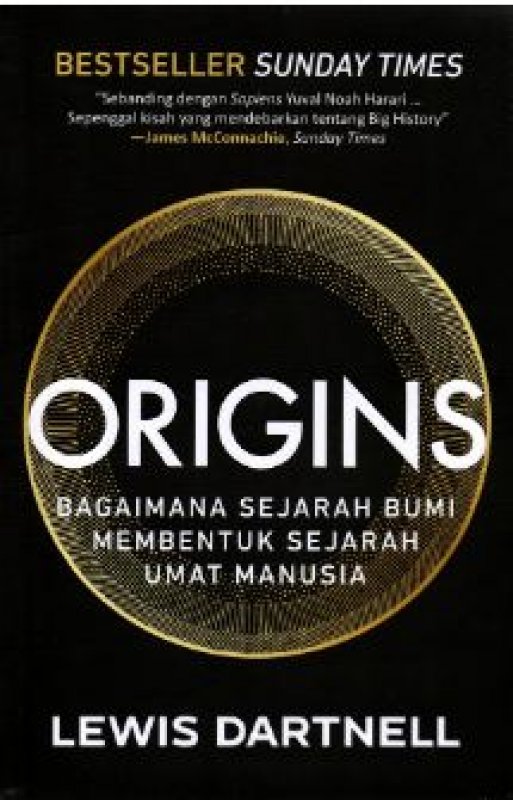 BESTSELLER SUNDAY TIMES
"Sebanding dengan Sapiens Yuval Noah Harari ...
Sepenggal kisah yang mendebarkan tentang Big History"
—James McConnachie, Sunday Times
ORIGINS
BAGAIMANA SEJARAH BUMI
MEMBENTUK SEJARAH
UMAT MANUSIA
LEWIS DARTNELL